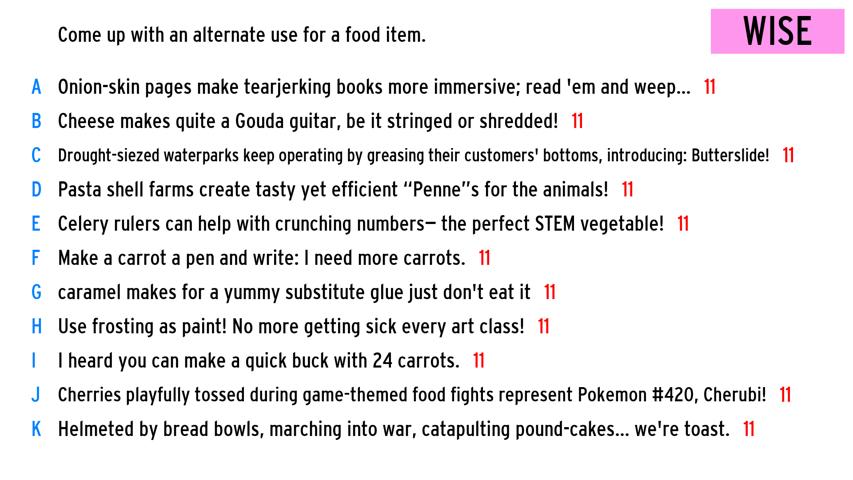 Come up with an alternate use for a food item.
WISE
A Onion-skin pages make tearjerking books more immersive; read 'em and weep... 11
B Cheese makes quite a Gouda guitar, be it stringed or shredded! 11
C Drought-siezed waterparks keep operating by greasing their customers' bottoms, introducing: Butterslide! 11
D Pasta shell farms create tasty yet efficient “Penne”s for the animals! 11
E Celery rulers can help with crunching numbers— the perfect STEM vegetable! 11
F Make a carrot a pen and write: I need more carrots. 11
G caramel makes for a yummy substitute glue just don't eat it 11
H Use frosting as paint! No more getting sick every art class! 11
I I heard you can make a quick buck with 24 carrots. 11
J Cherries playfully tossed during game-themed food fights represent Pokemon #420, Cherubi! 11
K Helmeted by bread bowls, marching into war, catapulting pound-cakes... we're toast. 11